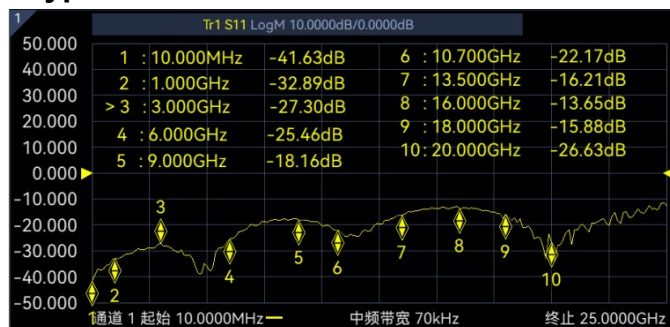 1
Tr1 S11 LogM 10.0000dB/0.0000dB
50.000
40.000
30.000
20.000
10.000
0.000
-10.000
-20.000
-30.000
-40.000
-50.000
1 : 10.000MHz -41.63dB
2 : 1.000GHz -32.89dB
> 3 : 3.000GHz -27.30dB
4 : 6.000GHz -25.46dB
5 : 9.000GHz -18.16dB
6 : 10.700GHz -22.17dB
7 : 13.500GHz -16.21dB
8 : 16.000GHz -13.65dB
9 : 18.000GHz -15.88dB
10: 20.000GHz -26.63dB
3
4
5
6
7
8
9
10
2
1
通道 1 起始 10.0000MHz
中频带宽 70kHz
终止 25.0000GHz